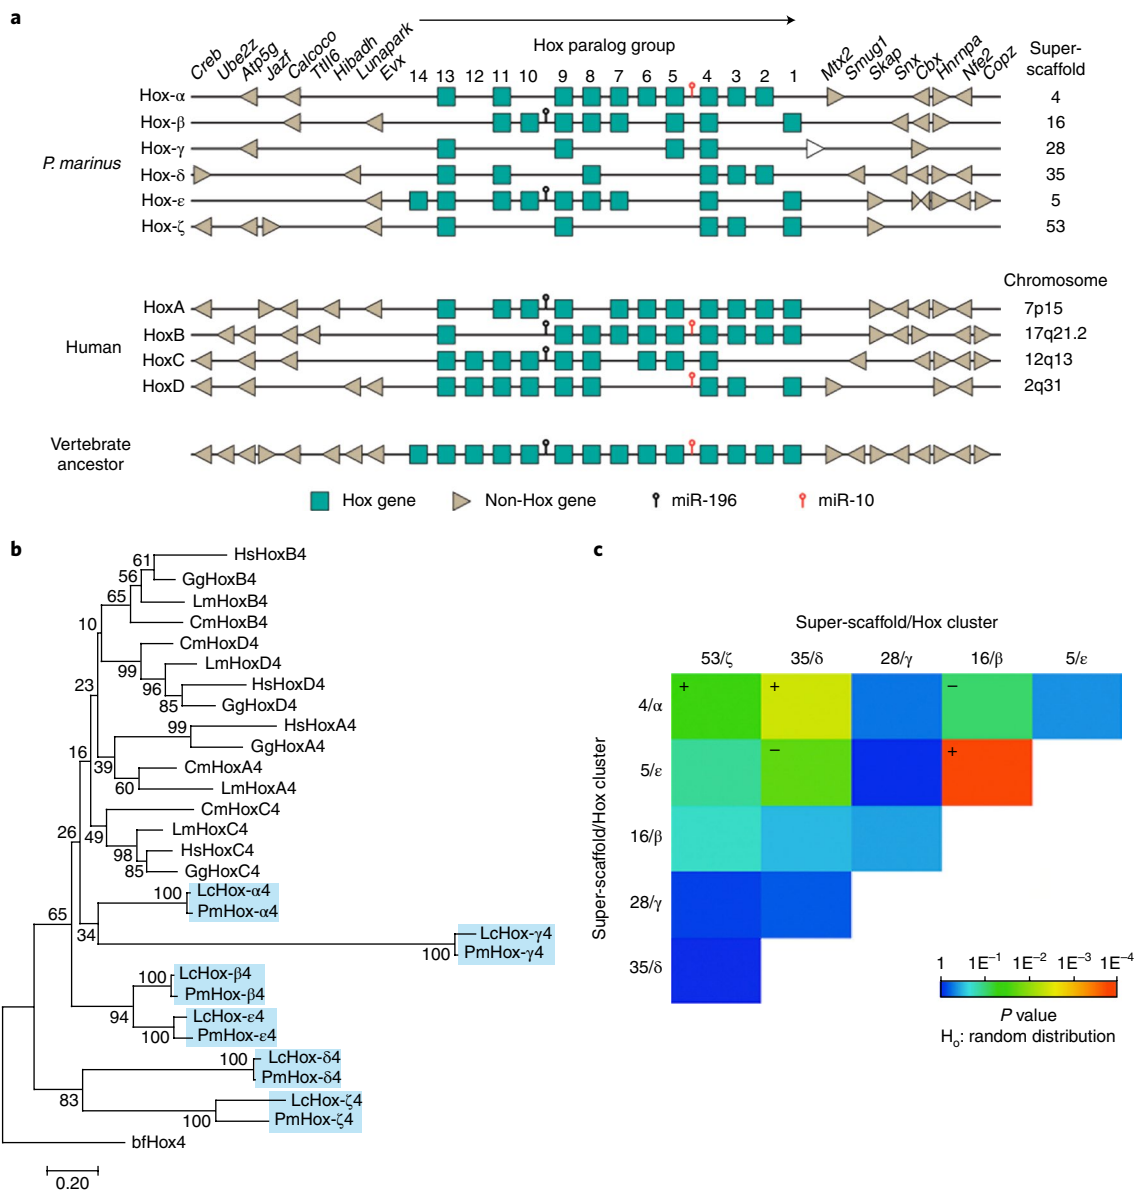 a
Hox paralog group
Creb Ube2z Atp5g Jazf Calcoco Ttll6 Hibadh Lunapark Evx 14 13 12 11 10 9 8 7 6 5 4 3 2 1 Mtx2 Smug1 Skap Snx Cbx Hnrnpa Nfe2 Copz
Super-scaffold
P. marinus
Hox-α 4
Hox-β 16
Hox-γ 28
Hox-δ 35
Hox-ε 5
Hox-ζ 53
Chromosome
Human
HoxA 7p15
HoxB 17q21.2
HoxC 12q13
HoxD 2q31
Vertebrate
ancestor
Hox gene Non-Hox gene miR-196 miR-10
b
61 HsHoxB4
56 GgHoxB4
65 LmHoxB4
10 CmHoxB4
CmHoxD4
99 LmHoxD4
96 HsHoxD4
23 85 GgHoxD4
99 HsHoxA4
GgHoxA4
16 39 CmHoxA4
60 LmHoxA4
CmHoxC4
26 49 LmHoxC4
98 HsHoxC4
85 GgHoxC4
100 LcHox-α4
PmHox-α4
65 34 LcHox-γ4
100 PmHox-γ4
100 LcHox-β4
PmHox-β4
94 LcHox-ε4
100 PmHox-ε4
100 LcHox-δ4
PmHox-δ4
83 LcHox-ζ4
100 PmHox-ζ4
bfHox4
0.20
c
Super-scaffold/Hox cluster
53/ζ 35/δ 28/γ 16/β 5/ε
Super-scaffold/Hox cluster
4/α + + −
5/ε − +
16/β
28/γ
35/δ
1 1E−1 1E−2 1E−3 1E−4
P value
Ho: random distribution